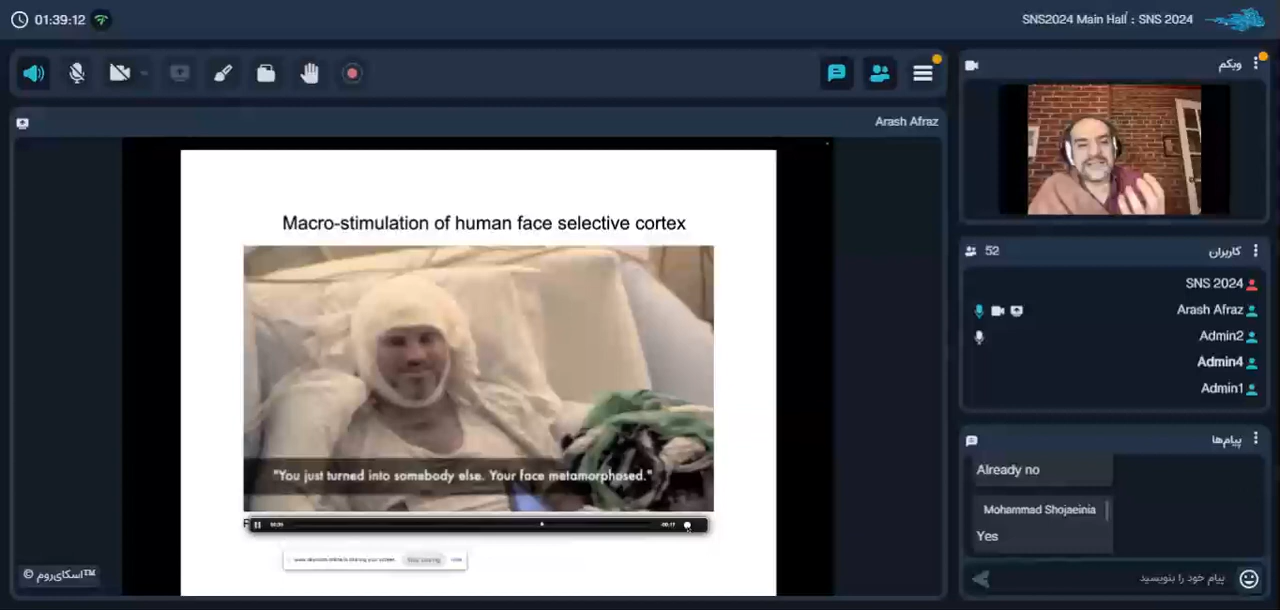 01:39:12
SNS2024 Main Hall : SNS 2024
Arash Afraz
وبکم
Macro-stimulation of human face selective cortex
"You just turned into somebody else. Your face metamorphosed."
52
کاربران
SNS 2024
Arash Afraz
Admin2
Admin4
Admin1
پیام‌ها
Already no
Mohammad Shojaeinia
Yes
پیام خود را بنویسید
© اسکای‌روم™